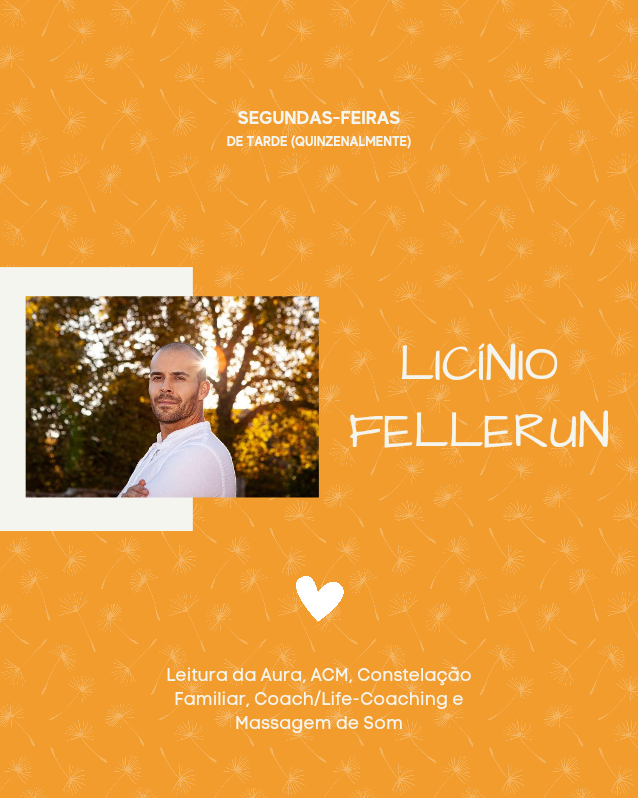 SEGUNDAS-FEIRAS
DE TARDE (QUINZENALMENTE)
LICÍNIO
FELLERUN
Leitura da Aura, ACM, Constelação
Familiar, Coach/Life-Coaching e
Massagem de Som